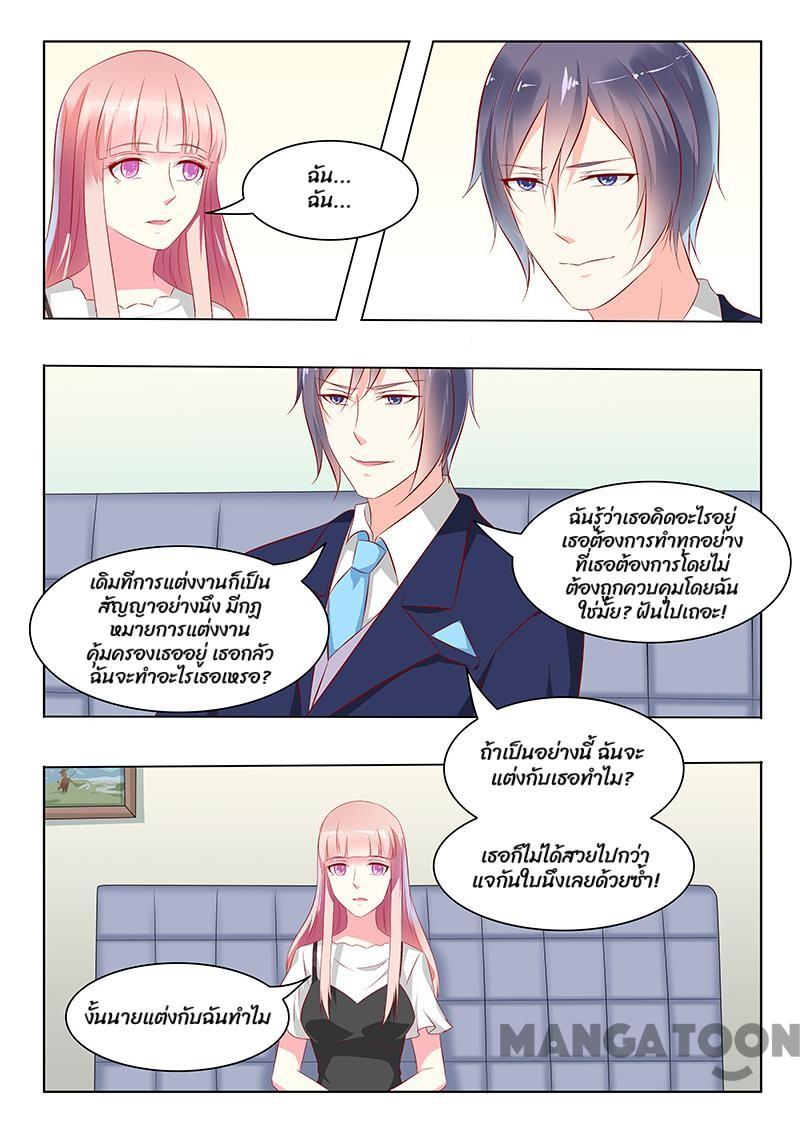 ฉัน...
ฉัน...
ฉันรู้ว่าเธอคิดอะไรอยู่
เธอต้องการทำทุกอย่าง
ที่เธอต้องการโดยไม่
ต้องถูกควบคุมโดยฉัน
ใช่มั้ย? ฝันไปเถอะ!
เดิมทีการแต่งงานก็เป็น
สัญญาอย่างนึง มีกฎ
หมายการแต่งงาน
คุ้มครองเธออยู่ เธอกลัว
ฉันจะทำอะไรเธอเหรอ?
ถ้าเป็นอย่างนี้ ฉันจะ
แต่งกับเธอทำไม?
เธอก็ไม่ได้สวยไปกว่า
แจกันใบนึงเลยด้วยซ้ำ!
งั้นนายแต่งกับฉันทำไม
MANGATOON